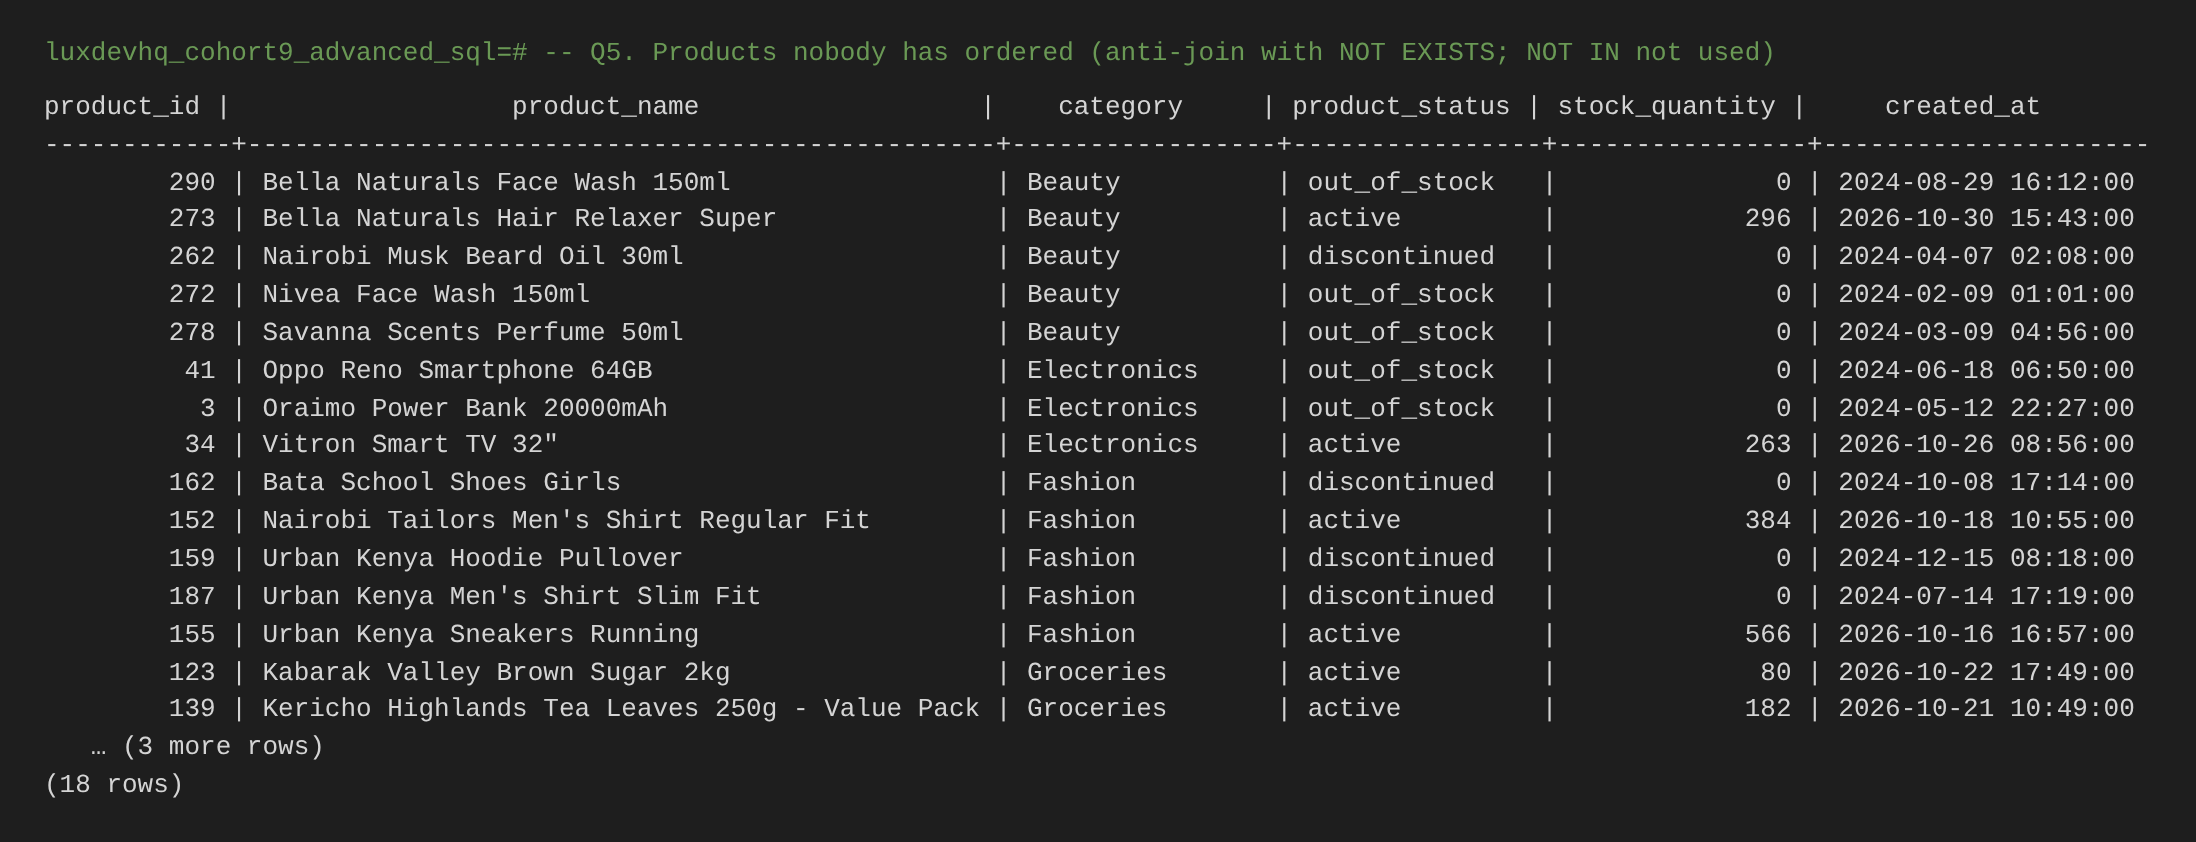 luxdevhq_cohort9_advanced_sql=# -- Q5. Products nobody has ordered (anti-join with NOT EXISTS; NOT IN not used)
product_id |                  product_name                  |    category     | product_status | stock_quantity |     created_at
------------+------------------------------------------------+-----------------+----------------+----------------+---------------------
        290 | Bella Naturals Face Wash 150ml                 | Beauty          | out_of_stock   |              0 | 2024-08-29 16:12:00
        273 | Bella Naturals Hair Relaxer Super              | Beauty          | active         |            296 | 2026-10-30 15:43:00
        262 | Nairobi Musk Beard Oil 30ml                    | Beauty          | discontinued   |              0 | 2024-04-07 02:08:00
        272 | Nivea Face Wash 150ml                          | Beauty          | out_of_stock   |              0 | 2024-02-09 01:01:00
        278 | Savanna Scents Perfume 50ml                    | Beauty          | out_of_stock   |              0 | 2024-03-09 04:56:00
         41 | Oppo Reno Smartphone 64GB                      | Electronics     | out_of_stock   |              0 | 2024-06-18 06:50:00
          3 | Oraimo Power Bank 20000mAh                     | Electronics     | out_of_stock   |              0 | 2024-05-12 22:27:00
         34 | Vitron Smart TV 32"                            | Electronics     | active         |            263 | 2026-10-26 08:56:00
        162 | Bata School Shoes Girls                        | Fashion         | discontinued   |              0 | 2024-10-08 17:14:00
        152 | Nairobi Tailors Men's Shirt Regular Fit        | Fashion         | active         |            384 | 2026-10-18 10:55:00
        159 | Urban Kenya Hoodie Pullover                    | Fashion         | discontinued   |              0 | 2024-12-15 08:18:00
        187 | Urban Kenya Men's Shirt Slim Fit               | Fashion         | discontinued   |              0 | 2024-07-14 17:19:00
        155 | Urban Kenya Sneakers Running                   | Fashion         | active         |            566 | 2026-10-16 16:57:00
        123 | Kabarak Valley Brown Sugar 2kg                 | Groceries       | active         |             80 | 2026-10-22 17:49:00
        139 | Kericho Highlands Tea Leaves 250g - Value Pack | Groceries       | active         |            182 | 2026-10-21 10:49:00
   … (3 more rows)
(18 rows)